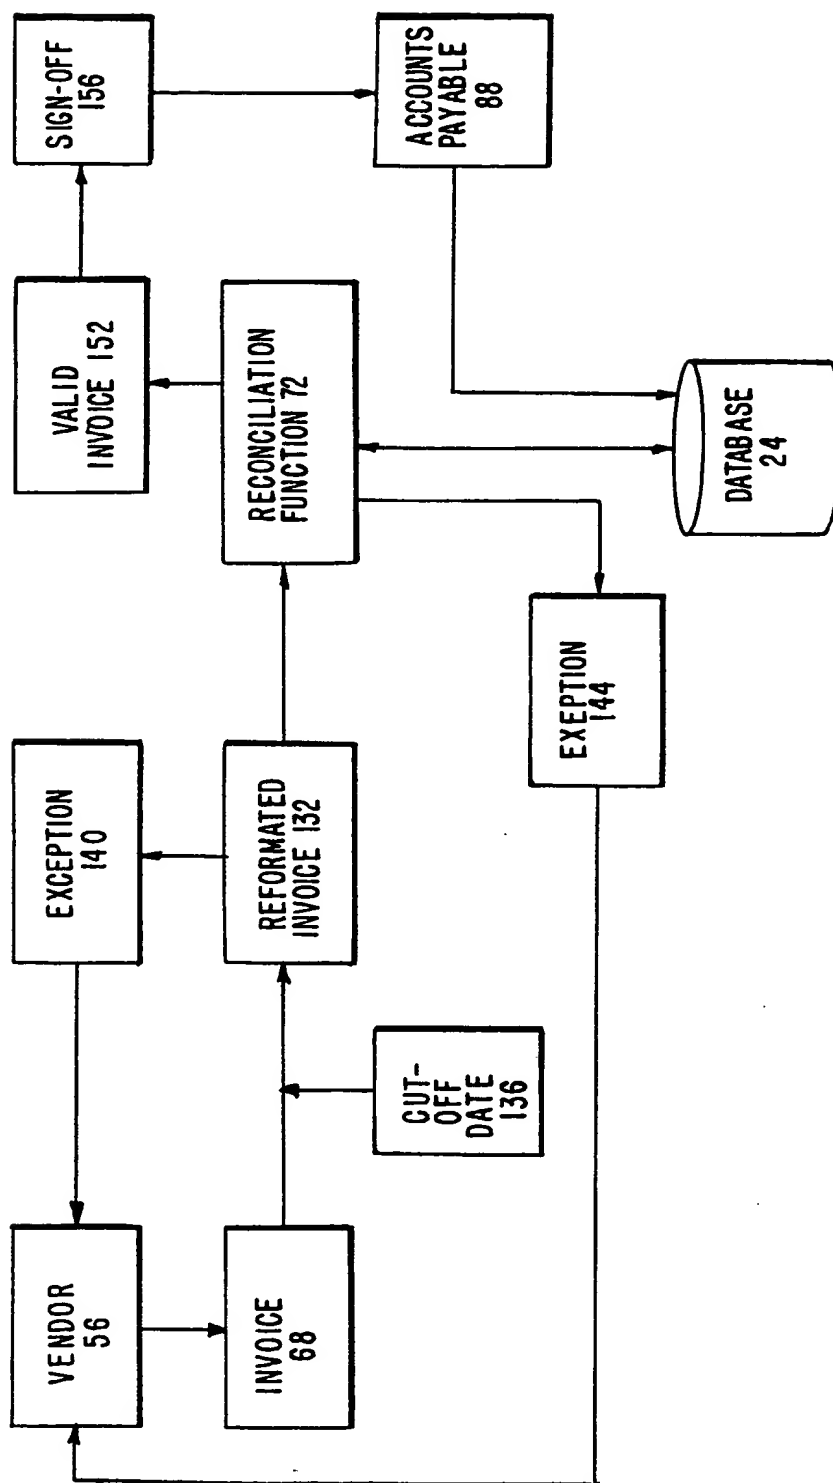 VENDOR
56
EXCEPTION
140
VALID
INVOICE 152
SIGN-OFF
156
INVOICE
68
REFORMATED
INVOICE 132
RECONCILIATION
FUNCTION 72
CUT-
OFF
DATE
136
ACCOUNTS
PAYABLE
88
EXEPTION
144
DATABASE
24